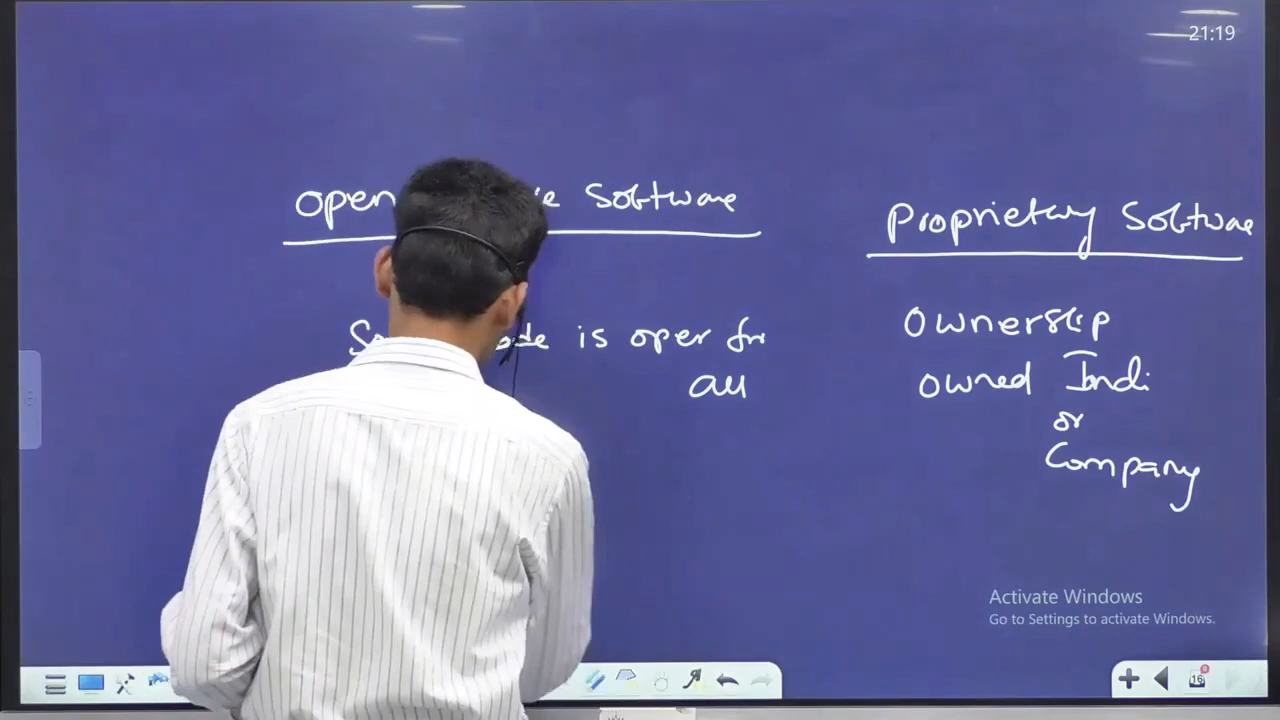 21:19
open Software
Proprietary Software
is open for
all
Ownership
owned Indi
or
Company
Activate Windows
Go to Settings to activate Windows.
16